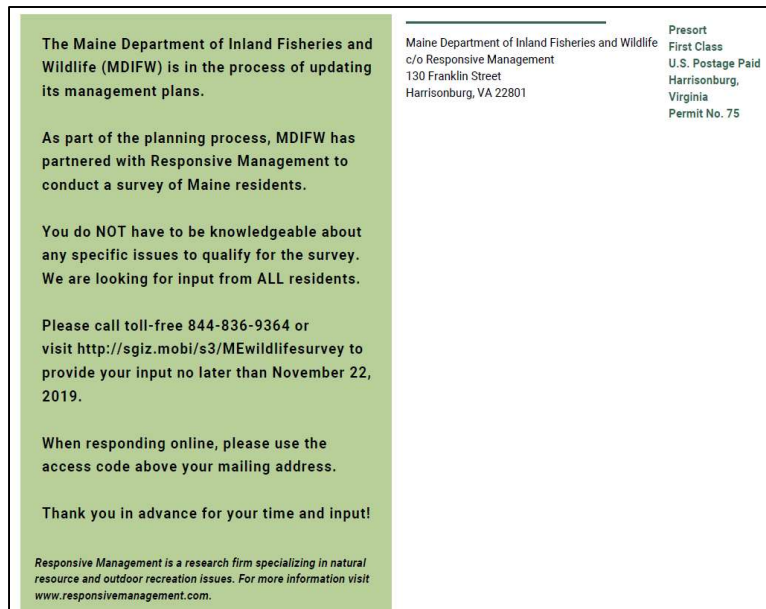 The Maine Department of Inland Fisheries and
Wildlife (MDIFW) is in the process of updating
its management plans.
As part of the planning process, MDIFW has
partnered with Responsive Management to
conduct a survey of Maine residents.
You do NOT have to be knowledgeable about
any specific issues to qualify for the survey.
We are looking for input from ALL residents.
Please call toll-free 844-836-9364 or
visit http://sgiz.mobi/s3/MEwildlifesurvey to
provide your input no later than November 22,
2019.
When responding online, please use the
access code above your mailing address.
Thank you in advance for your time and input!
Responsive Management is a research firm specializing in natural
resource and outdoor recreation issues. For more information visit
www.responsivemanagement.com.
Maine Department of Inland Fisheries and Wildlife
c/o Responsive Management
130 Franklin Street
Harrisonburg, VA 22801
Presort
First Class
U.S. Postage Paid
Harrisonburg,
Virginia
Permit No. 75